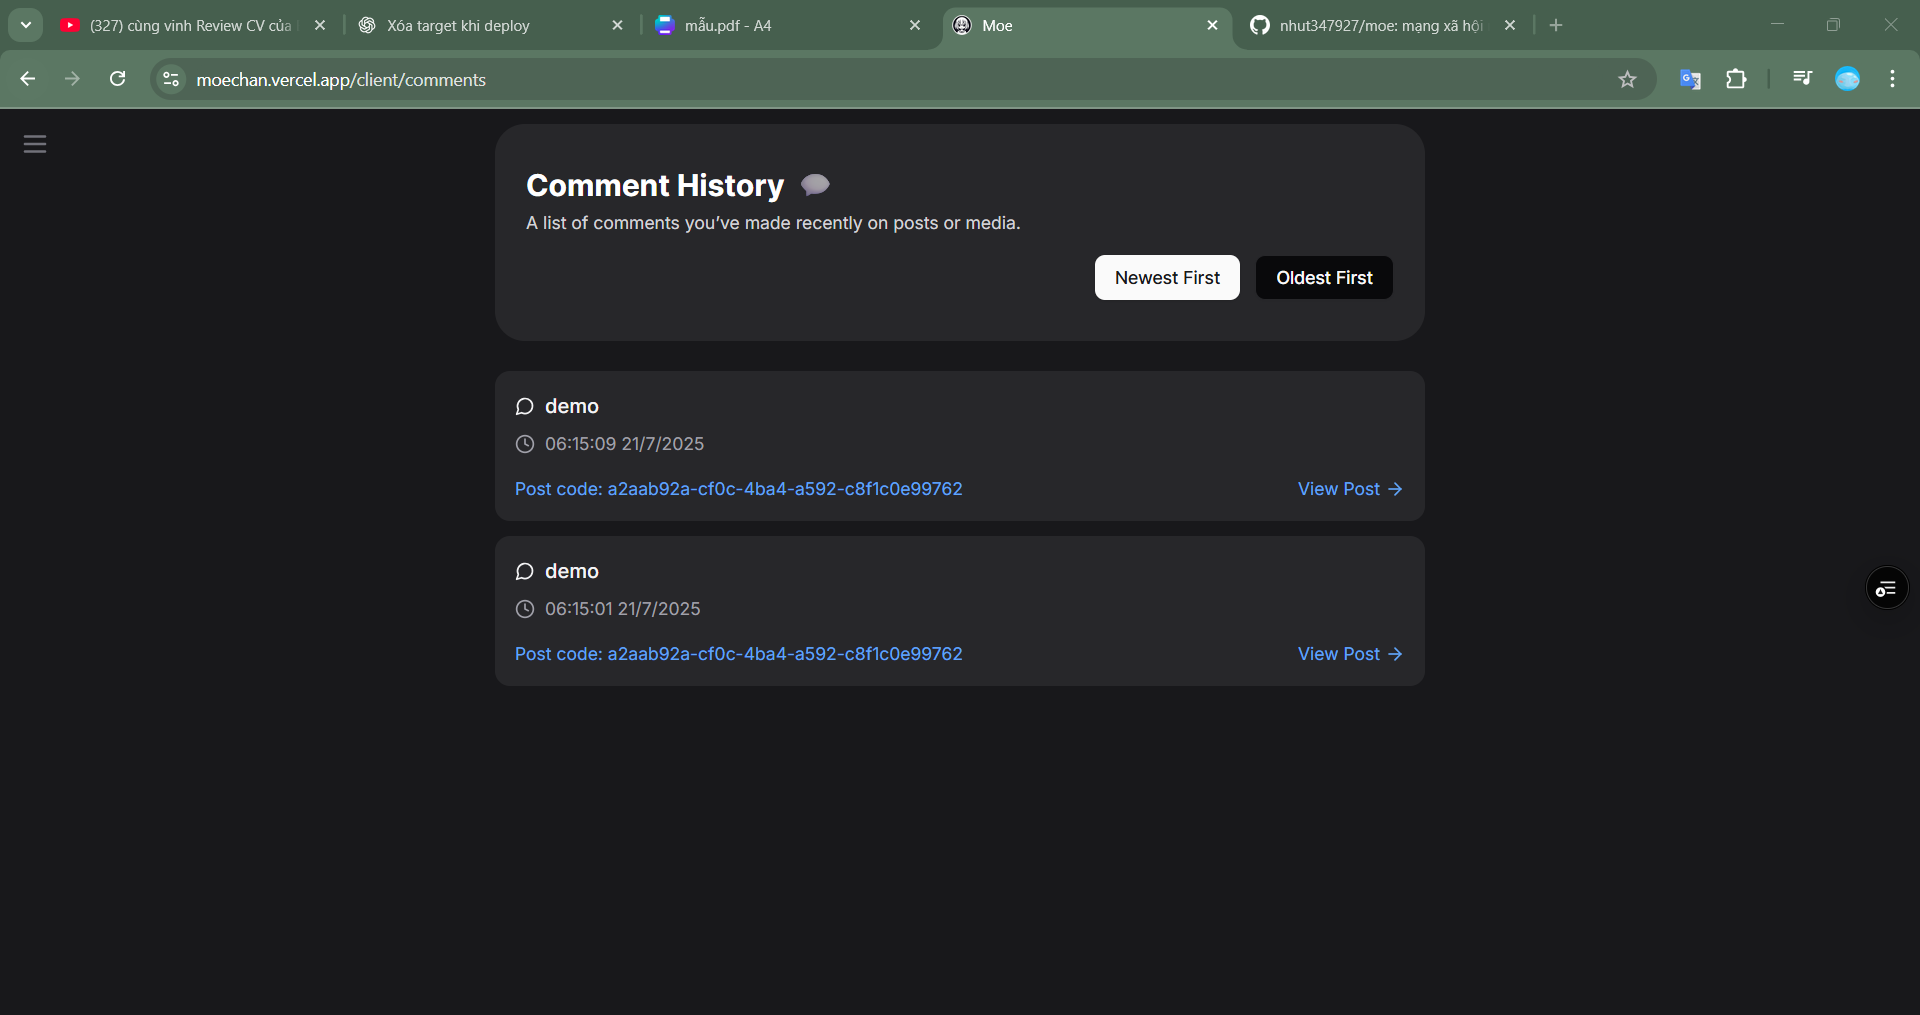 (327) cùng vinh Review CV của
Xóa target khi deploy
mẫu.pdf - A4
Moe
nhut347927/moe: mạng xã hội
moechan.vercel.app/client/comments
Comment History
A list of comments you’ve made recently on posts or media.
Newest First
Oldest First
demo
06:15:09 21/7/2025
Post code: a2aab92a-cf0c-4ba4-a592-c8f1c0e99762
View Post →
demo
06:15:01 21/7/2025
Post code: a2aab92a-cf0c-4ba4-a592-c8f1c0e99762
View Post →